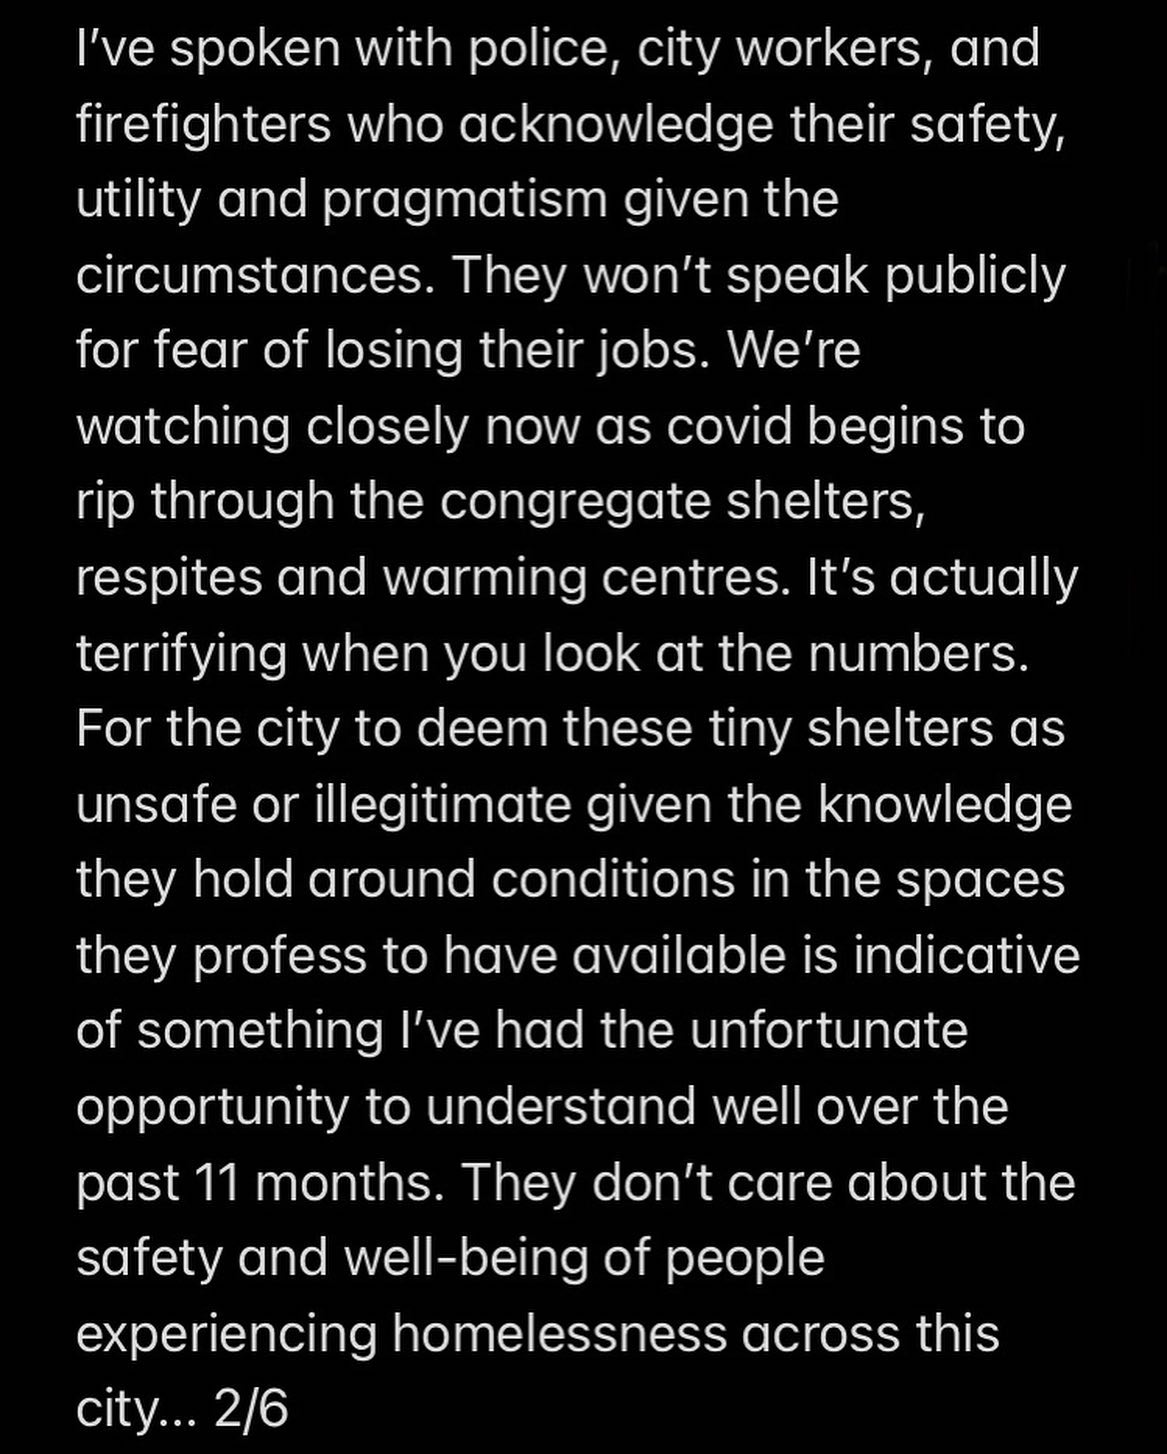 I’ve spoken with police, city workers, and
firefighters who acknowledge their safety,
utility and pragmatism given the
circumstances. They won’t speak publicly
for fear of losing their jobs. We’re
watching closely now as covid begins to
rip through the congregate shelters,
respites and warming centres. It’s actually
terrifying when you look at the numbers.
For the city to deem these tiny shelters as
unsafe or illegitimate given the knowledge
they hold around conditions in the spaces
they profess to have available is indicative
of something I’ve had the unfortunate
opportunity to understand well over the
past 11 months. They don’t care about the
safety and well-being of people
experiencing homelessness across this
city... 2/6